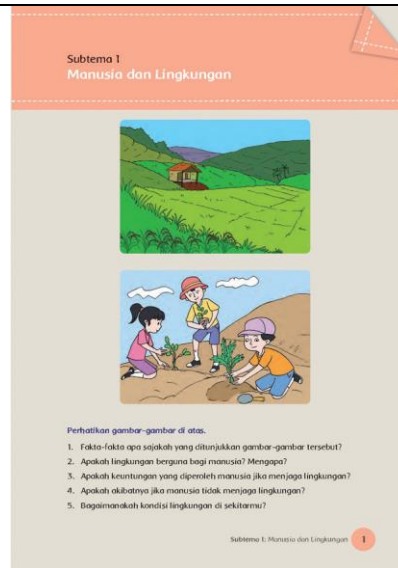 Subtema 1
Manusia dan Lingkungan
Perhatikan gambar-gambar di atas.
1. Fakta-fakta apa sajakah yang ditunjukkan gambar-gambar tersebut?
2. Apakah lingkungan berguna bagi manusia? Mengapa?
3. Apakah keuntungan yang diperoleh manusia jika menjaga lingkungan?
4. Apakah akibatnya jika manusia tidak menjaga lingkungan?
5. Bagaimanakah kondisi lingkungan di sekitarmu?
Subtema 1: Manusia dan Lingkungan 1